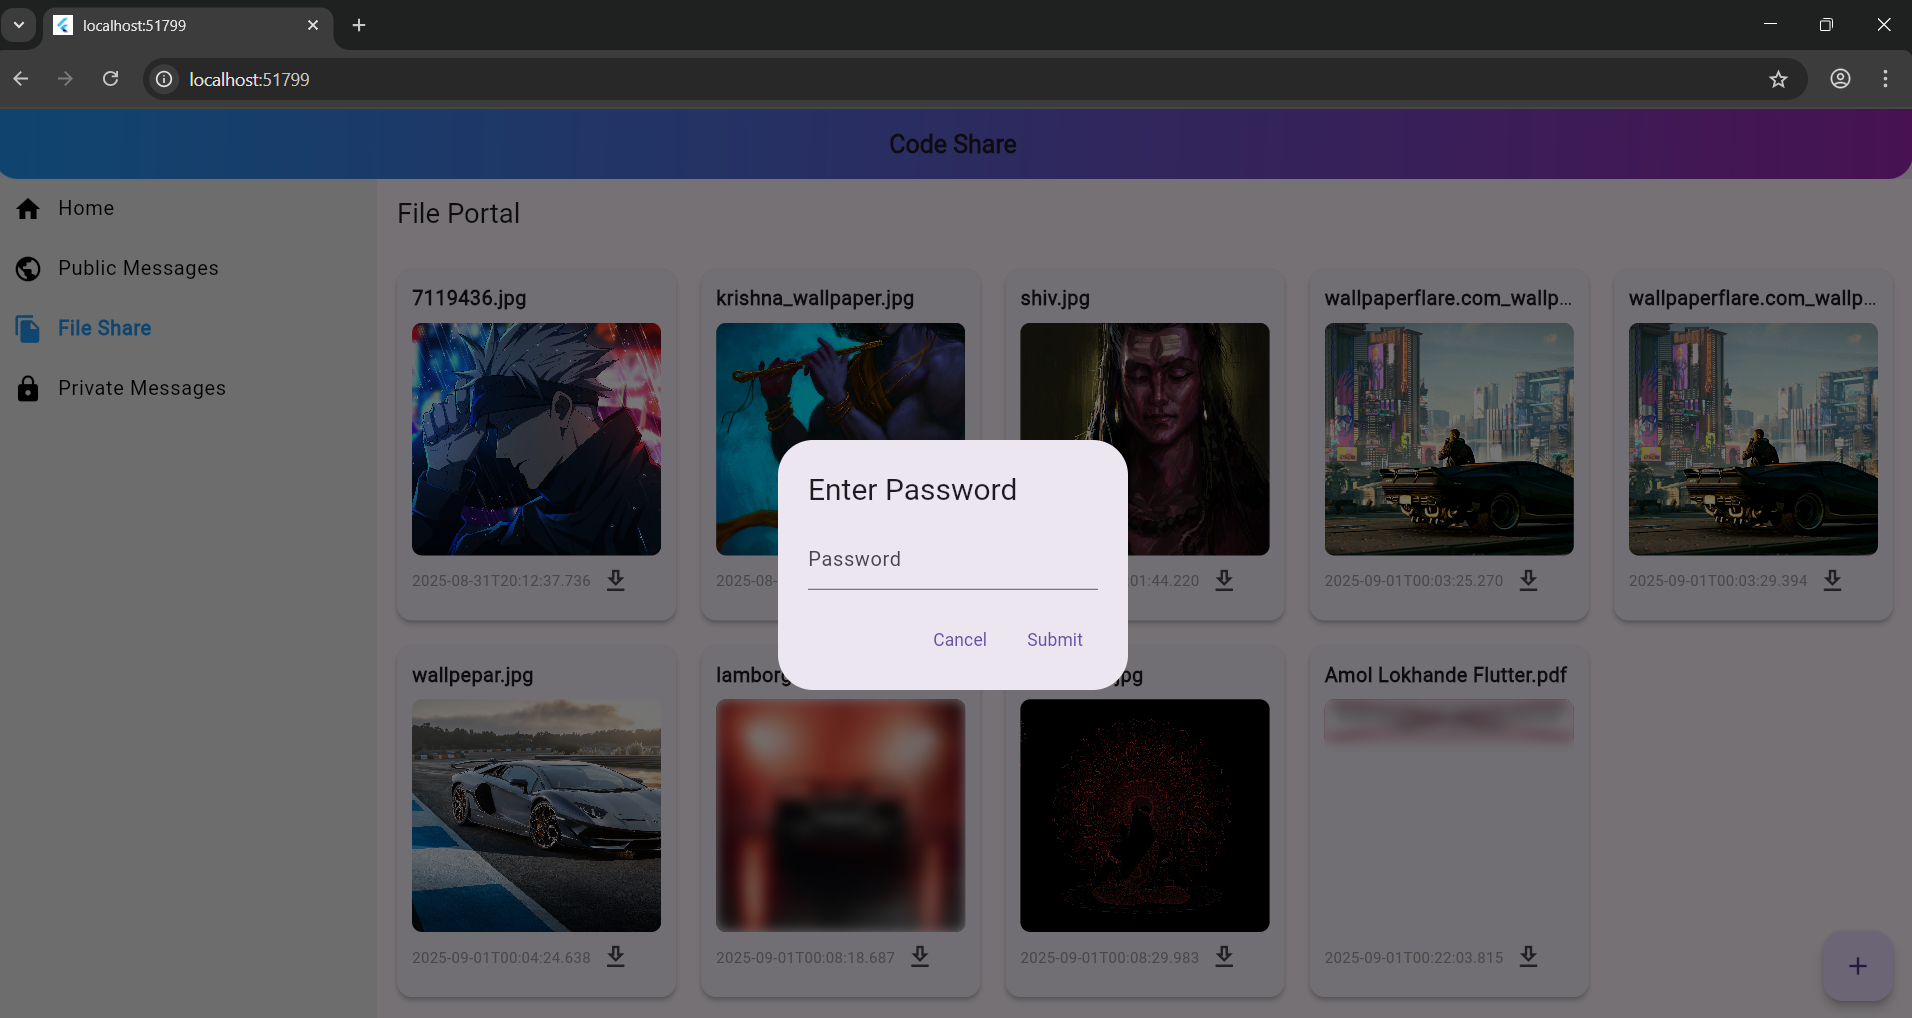 localhost:51799
localhost:51799
Code Share
Home
Public Messages
File Share
Private Messages
File Portal
7119436.jpg
krishna_wallpaper.jpg
shiv.jpg
wallpaperflare.com_wallp...
wallpaperflare.com_wallp...
2025-08-31T20:12:37.736
2025-08-
:01:44.220
2025-09-01T00:03:25.270
2025-09-01T00:03:29.394
Enter Password
Password
Cancel
Submit
wallpepar.jpg
lamborg
jpg
Amol Lokhande Flutter.pdf
2025-09-01T00:04:24.638
2025-09-01T00:08:18.687
2025-09-01T00:08:29.983
2025-09-01T00:22:03.815